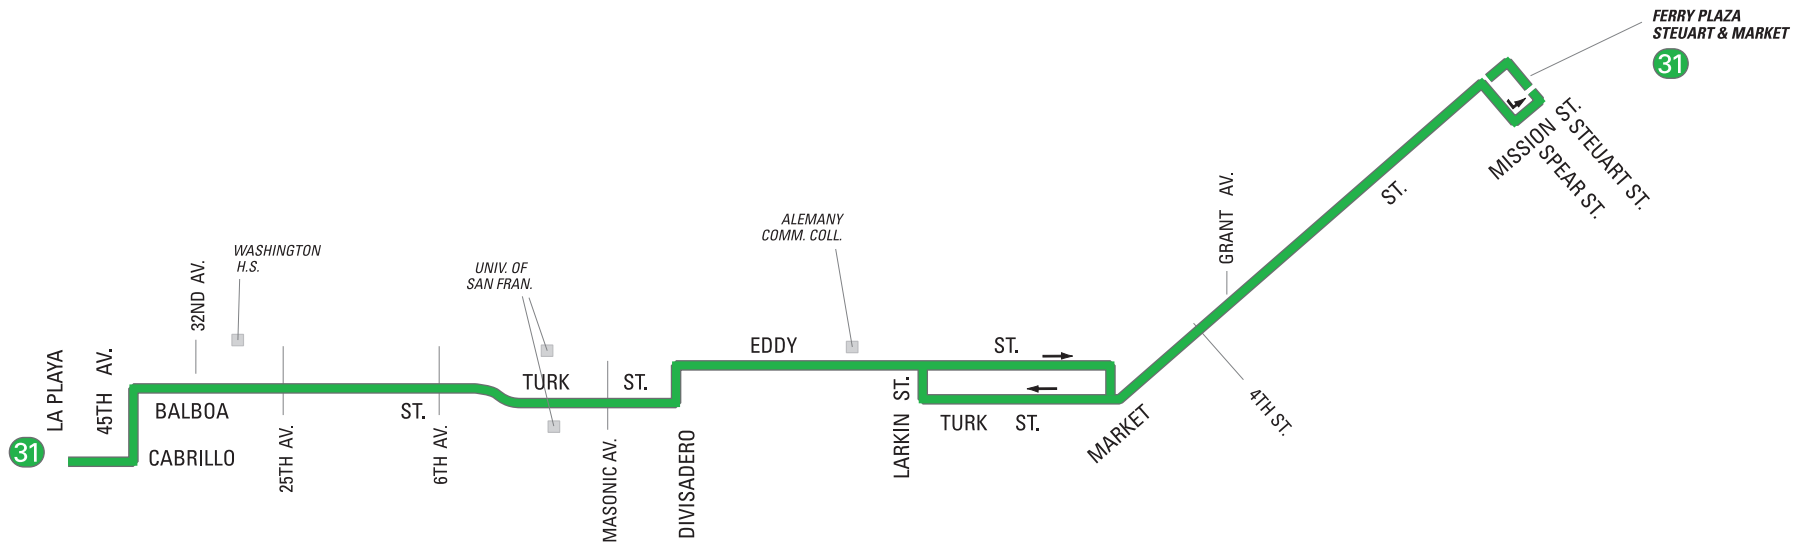 FERRY PLAZA
STEUART & MARKET
31
MISSION ST.
STEUART ST.
SPEAR ST.
ST.
GRANT AV.
ALEMANY
COMM. COLL.
WASHINGTON
H.S.
UNIV. OF
SAN FRAN.
32ND AV.
LA PLAYA
45TH AV.
EDDY ST.
TURK ST.
BALBOA ST.
LARKIN ST.
TURK ST.
MARKET
4TH ST.
31
CABRILLO
25TH AV.
6TH AV.
MASONIC AV.
DIVISADERO